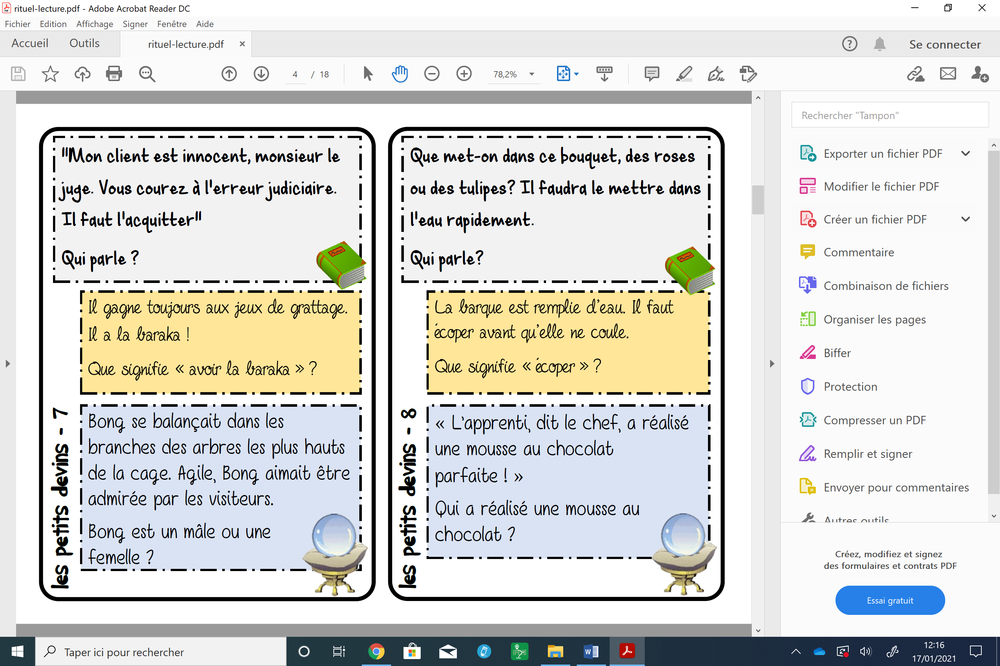 rituel-lecture.pdf - Adobe Acrobat Reader DC
Fichier Edition Affichage Signer Fenêtre Aide
Accueil Outils rituel-lecture.pdf × Se connecter
4 / 18 78,2%
"Mon client est innocent, monsieur le
juge. Vous courez à l'erreur judiciaire.
Il faut l'acquitter"
Qui parle ?
Il gagne toujours aux jeux de grattage.
Il a la baraka !
Que signifie « avoir la baraka » ?
les petits devins - 7
Bong se balançait dans les
branches des arbres les plus hauts
de la cage. Agile, Bong aimait être
admirée par les visiteurs.
Bong est un mâle ou une
femelle ?
Que met-on dans ce bouquet, des roses
ou des tulipes? Il faudra le mettre dans
l'eau rapidement.
Qui parle?
La barque est remplie d'eau. Il faut
écoper avant qu'elle ne coule.
Que signifie « écoper » ?
les petits devins - 8
« L'apprenti, dit le chef, a réalisé
une mousse au chocolat
parfaite ! »
Qui a réalisé une mousse au
chocolat ?
Rechercher "Tampon"
Exporter un fichier PDF
Modifier le fichier PDF
Créer un fichier PDF
Commentaire
Combinaison de fichiers
Organiser les pages
Biffer
Protection
Compresser un PDF
Remplir et signer
Envoyer pour commentaires
Autres outils
Créez, modifiez et signez
des formulaires et contrats PDF
Essai gratuit
Taper ici pour rechercher
IPEVO
12:16
17/01/2021